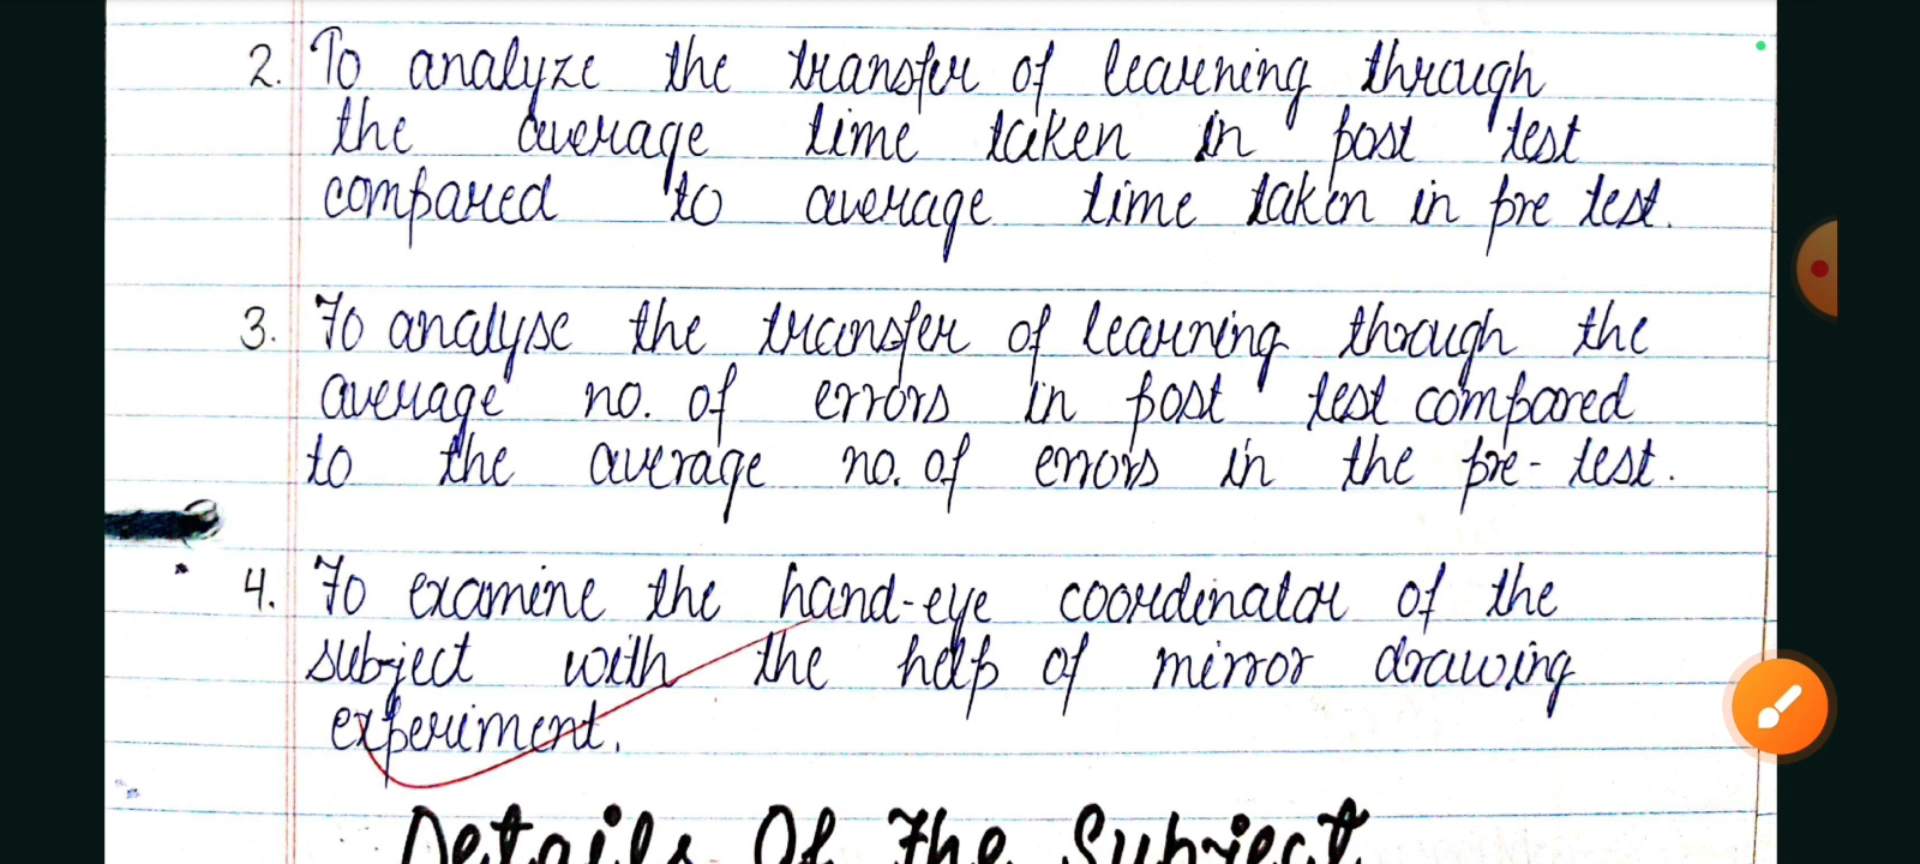 2. To analyze the transfer of learning through
the average time taken in post test
compared to average time taken in pre test.
3. To analyse the transfer of learning through the
average no. of errors in post test compared
to the average no. of errors in the pre-test.
4. To examine the hand-eye coordinator of the
subject with the help of mirror drawing
experiment.
Details Of The Subject